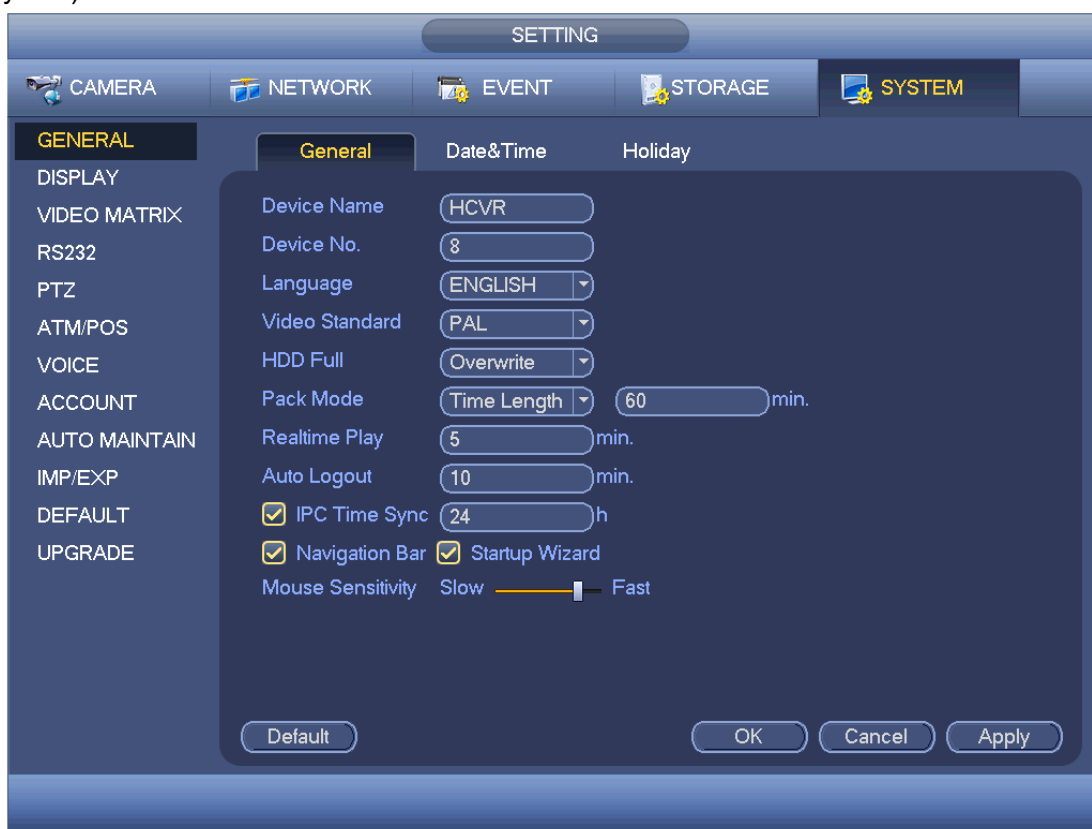 SETTING
CAMERA NETWORK EVENT STORAGE SYSTEM
GENERAL
DISPLAY
VIDEO MATRIX
RS232
PTZ
ATM/POS
VOICE
ACCOUNT
AUTO MAINTAIN
IMP/EXP
DEFAULT
UPGRADE
General Date&Time Holiday
Device Name HCVR
Device No. 8
Language ENGLISH
Video Standard PAL
HDD Full Overwrite
Pack Mode Time Length 60 min.
Realtime Play 5 min.
Auto Logout 10 min.
IPC Time Sync 24 h
Navigation Bar Startup Wizard
Mouse Sensitivity Slow Fast
Default OK Cancel Apply